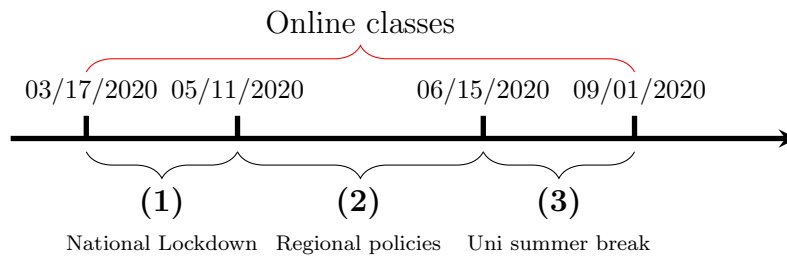 Online classes
03/17/2020 05/11/2020 06/15/2020 09/01/2020
(1) (2) (3)
National Lockdown Regional policies Uni summer break